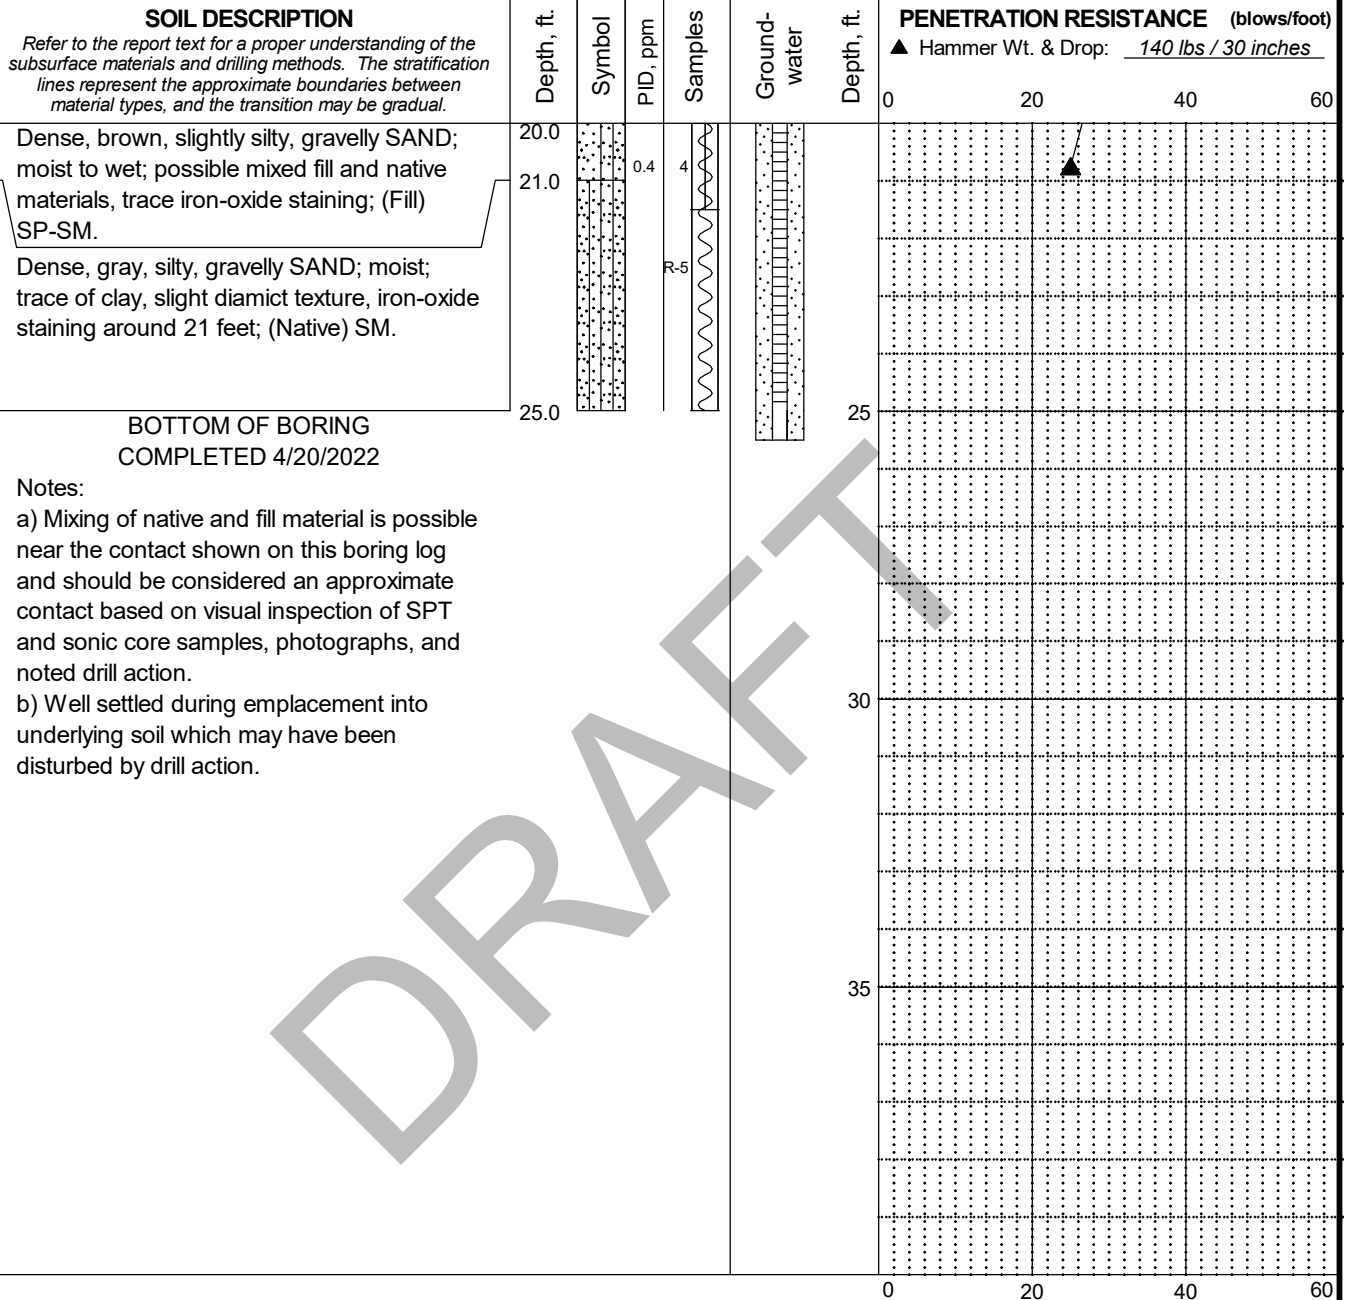 SOIL DESCRIPTION
Refer to the report text for a proper understanding of the
subsurface materials and drilling methods. The stratification
lines represent the approximate boundaries between
material types, and the transition may be gradual.
Depth, ft.
Symbol
PID, ppm
Samples
Ground-
water
Depth, ft.
PENETRATION RESISTANCE (blows/foot)
▲ Hammer Wt. & Drop: 140 lbs / 30 inches
0 20 40 60
Dense, brown, slightly silty, gravelly SAND;
moist to wet; possible mixed fill and native
materials, trace iron-oxide staining; (Fill)
SP-SM.
20.0
0.4
4
21.0
Dense, gray, silty, gravelly SAND; moist;
trace of clay, slight diamict texture, iron-oxide
staining around 21 feet; (Native) SM.
R-5
25.0
25
BOTTOM OF BORING
COMPLETED 4/20/2022
Notes:
a) Mixing of native and fill material is possible
near the contact shown on this boring log
and should be considered an approximate
contact based on visual inspection of SPT
and sonic core samples, photographs, and
noted drill action.
b) Well settled during emplacement into
underlying soil which may have been
disturbed by drill action.
30
35
DRAFT
0 20 40 60